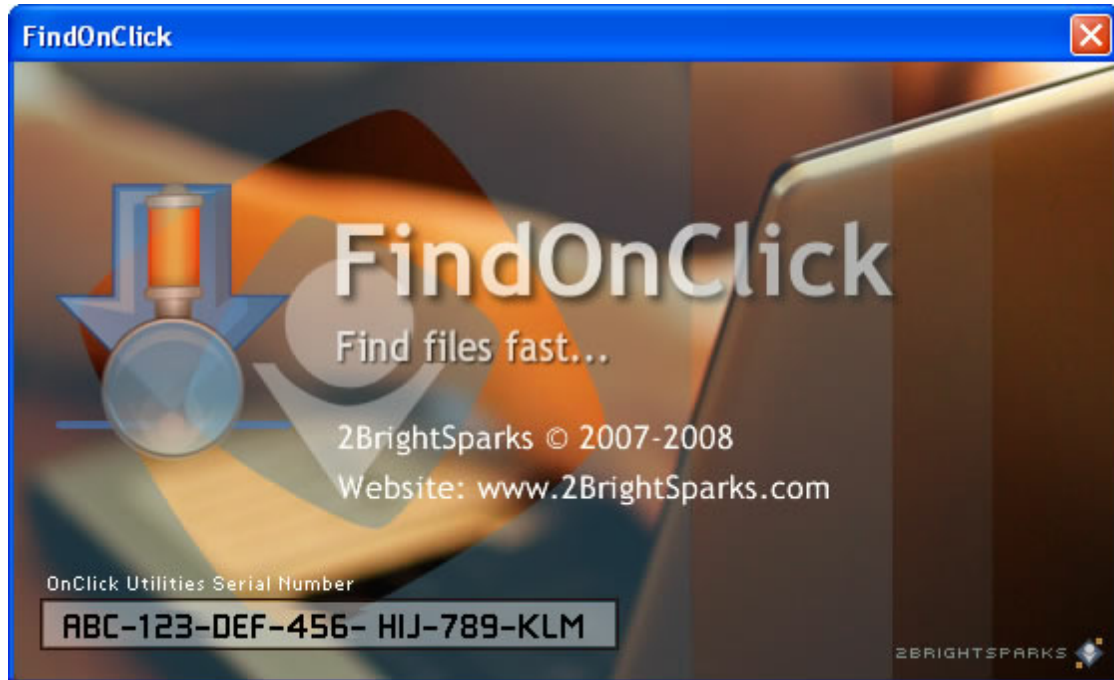 FindOnClick
FindOnClick
Find files fast...
2BrightSparks © 2007-2008
Website: www.2BrightSparks.com
OnClick Utilities Serial Number
ABC-123-DEF-456- HIJ-789-KLM
2BRIGHTSPARKS